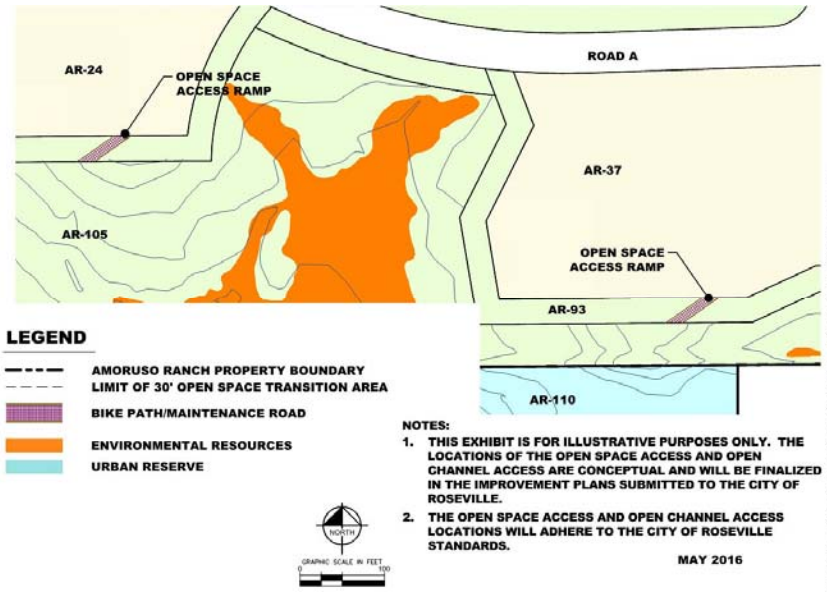 ROAD A
AR-24
OPEN SPACE
ACCESS RAMP
AR-37
AR-105
OPEN SPACE
ACCESS RAMP
AR-93
LEGEND
AMORUSO RANCH PROPERTY BOUNDARY
LIMIT OF 30' OPEN SPACE TRANSITION AREA
BIKE PATH/MAINTENANCE ROAD
ENVIRONMENTAL RESOURCES
URBAN RESERVE
AR-110
NOTES:
1. THIS EXHIBIT IS FOR ILLUSTRATIVE PURPOSES ONLY. THE
LOCATIONS OF THE OPEN SPACE ACCESS AND OPEN
CHANNEL ACCESS ARE CONCEPTUAL AND WILL BE FINALIZED
IN THE IMPROVEMENT PLANS SUBMITTED TO THE CITY OF
ROSEVILLE.
2. THE OPEN SPACE ACCESS AND OPEN CHANNEL ACCESS
LOCATIONS WILL ADHERE TO THE CITY OF ROSEVILLE
STANDARDS.
MAY 2016
NORTH
GRAPHIC SCALE IN FEET
0 100